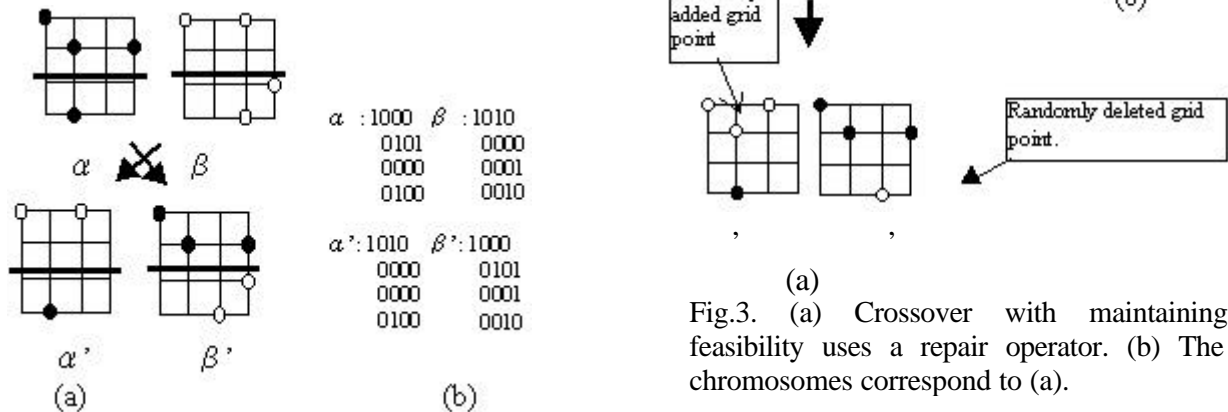 α β
α' β'
(a)
α :1000 β :1010
0101 0000
0000 0001
0100 0010
α':1010 β':1000
0000 0101
0000 0001
0100 0010
(b)
added grid
point
Randomly deleted grid
point.
, ,
(a)
Fig.3. (a) Crossover with maintaining
feasibility uses a repair operator. (b) The
chromosomes correspond to (a).